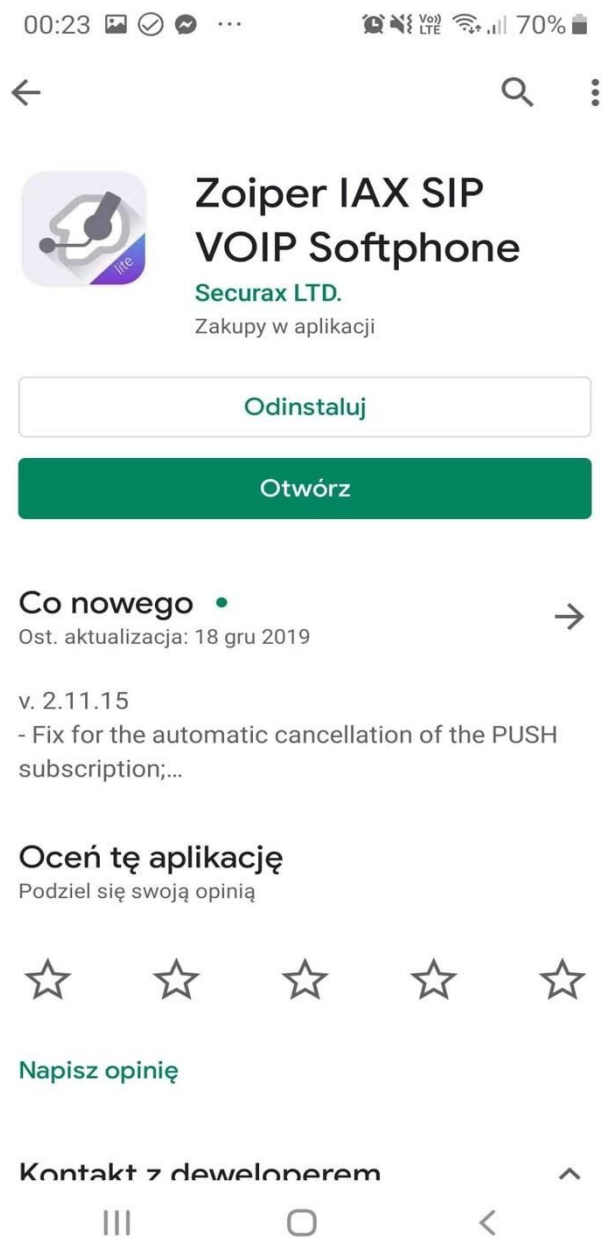 00:23 70%
Vo))
LTE
Zoiper IAX SIP
VOIP Softphone
lite
Securax LTD.
Zakupy w aplikacji
Odinstaluj
Otwórz
Co nowego
Ost. aktualizacja: 18 gru 2019
v. 2.11.15
- Fix for the automatic cancellation of the PUSH
subscription;...
Oceń tę aplikację
Podziel się swoją opinią
Napisz opinię
Kontakt z deweloperem